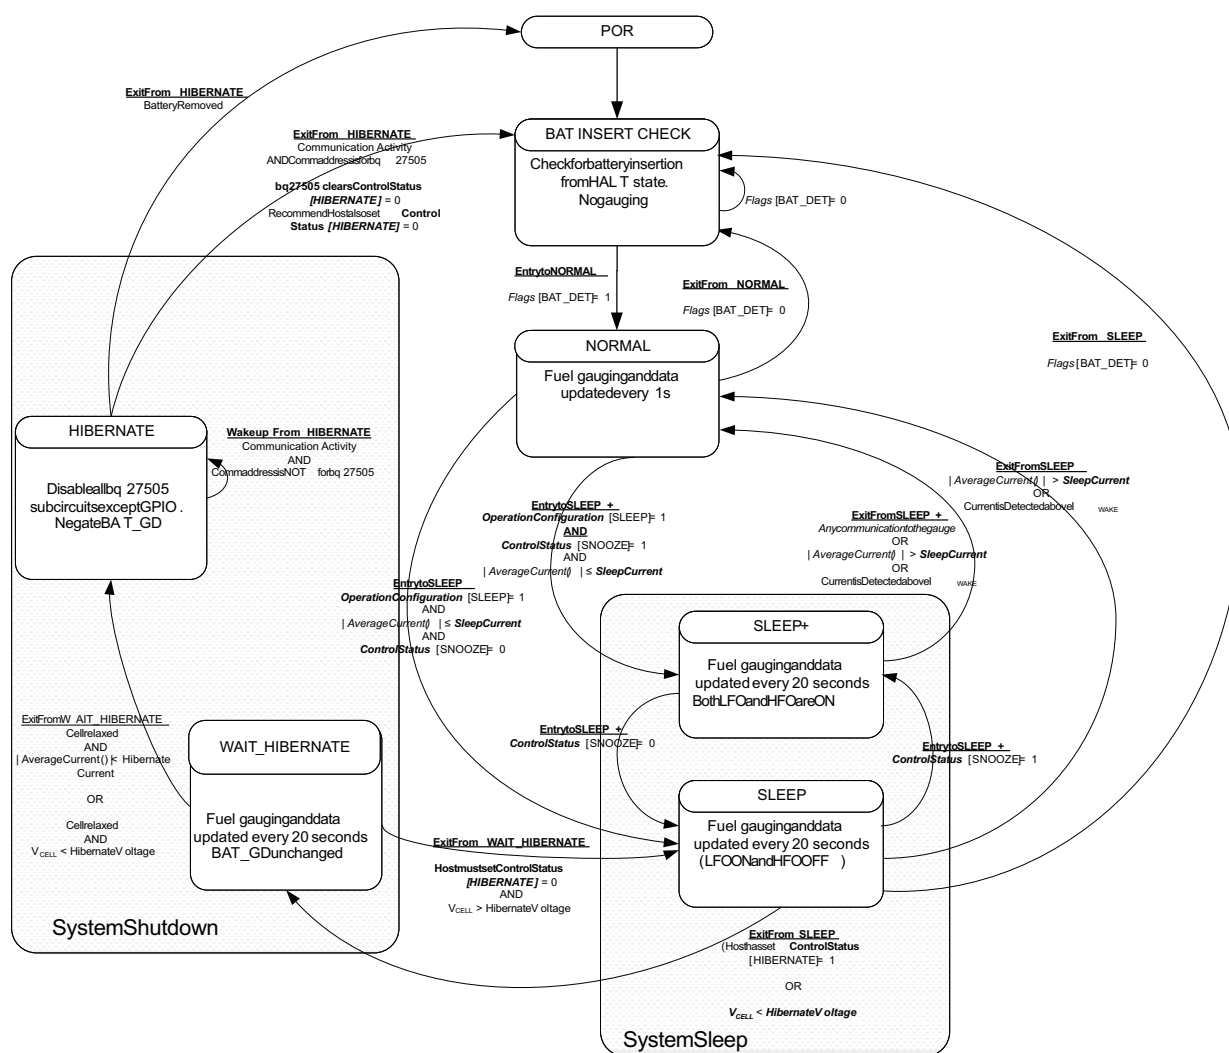 POR
ExitFrom HIBERNATE
BatteryRemoved
ExitFrom HIBERNATE
Communication Activity
ANDCommaddressisforbq 27505
bq27505 clearsControlStatus
[HIBERNATE] = 0
RecommendHostalsoset Control
Status [HIBERNATE] = 0
BAT INSERT CHECK
Checkforbatteryinsertion
fromHAL T state.
Nogauging
Flags [BAT_DET]= 0
EntrytoNORMAL
Flags [BAT_DET]= 1
ExitFrom NORMAL
Flags [BAT_DET]= 0
ExitFrom SLEEP
Flags [BAT_DET]= 0
NORMAL
Fuel gauginganddata
updatedevery 1s
HIBERNATE
Disableallbq 27505
subcircuitsexceptGPIO .
NegateBA T_GD
Wakeup From HIBERNATE
Communication Activity
AND
CommaddressisNOT forbq 27505
ExitFromSLEEP
| AverageCurrent() | > SleepCurrent
OR
CurrentisDetectedaboveI WAKE
EntrytoSLEEP +
OperationConfiguration [SLEEP]= 1
AND
ControlStatus [SNOOZE]= 1
AND
| AverageCurrent() | ≤ SleepCurrent
ExitFromSLEEP +
Anycommunicationtothegauge
OR
| AverageCurrent() | > SleepCurrent
OR
CurrentisDetectedaboveI WAKE
EntrytoSLEEP
OperationConfiguration [SLEEP]= 1
AND
| AverageCurrent() | ≤ SleepCurrent
AND
ControlStatus [SNOOZE]= 0
SLEEP+
Fuel gauginganddata
updated every 20 seconds
BothLFOandHFOareON
EntrytoSLEEP +
ControlStatus [SNOOZE]= 0
EntrytoSLEEP +
ControlStatus [SNOOZE]= 1
ExitFromW AIT_HIBERNATE
Cellrelaxed
AND
| AverageCurrent() |< Hibernate
Current
OR
Cellrelaxed
AND
VCELL < HibernateV oltage
WAIT_HIBERNATE
Fuel gauginganddata
updated every 20 seconds
BAT_GDunchanged
SLEEP
Fuel gauginganddata
updated every 20 seconds
(LFOONandHFOOFF )
ExitFrom WAIT_HIBERNATE
HostmustsetControlStatus
[HIBERNATE] = 0
AND
VCELL > HibernateV oltage
SystemShutdown
ExitFrom SLEEP
(Hosthasset ControlStatus
[HIBERNATE]= 1
OR
VCELL < HibernateV oltage
SystemSleep